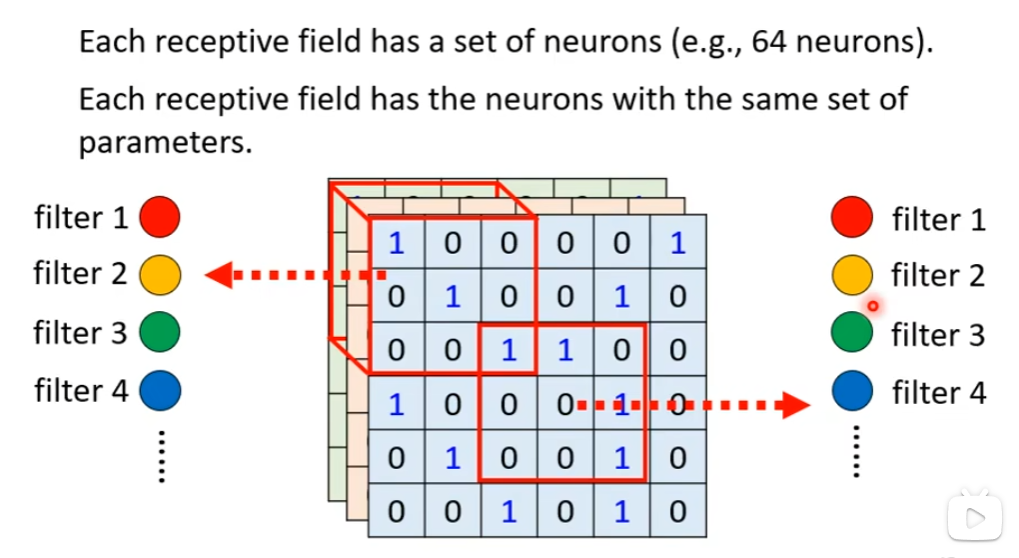 Each receptive field has a set of neurons (e.g., 64 neurons).
Each receptive field has the neurons with the same set of
parameters.
filter 1
filter 2
filter 3
filter 4
......
1 0 0 0 0 1
0 1 0 0 1 0
0 0 1 1 0 0
1 0 0 0 1 0
0 1 0 0 1 0
0 0 1 0 1 0
filter 1
filter 2
filter 3
filter 4
......